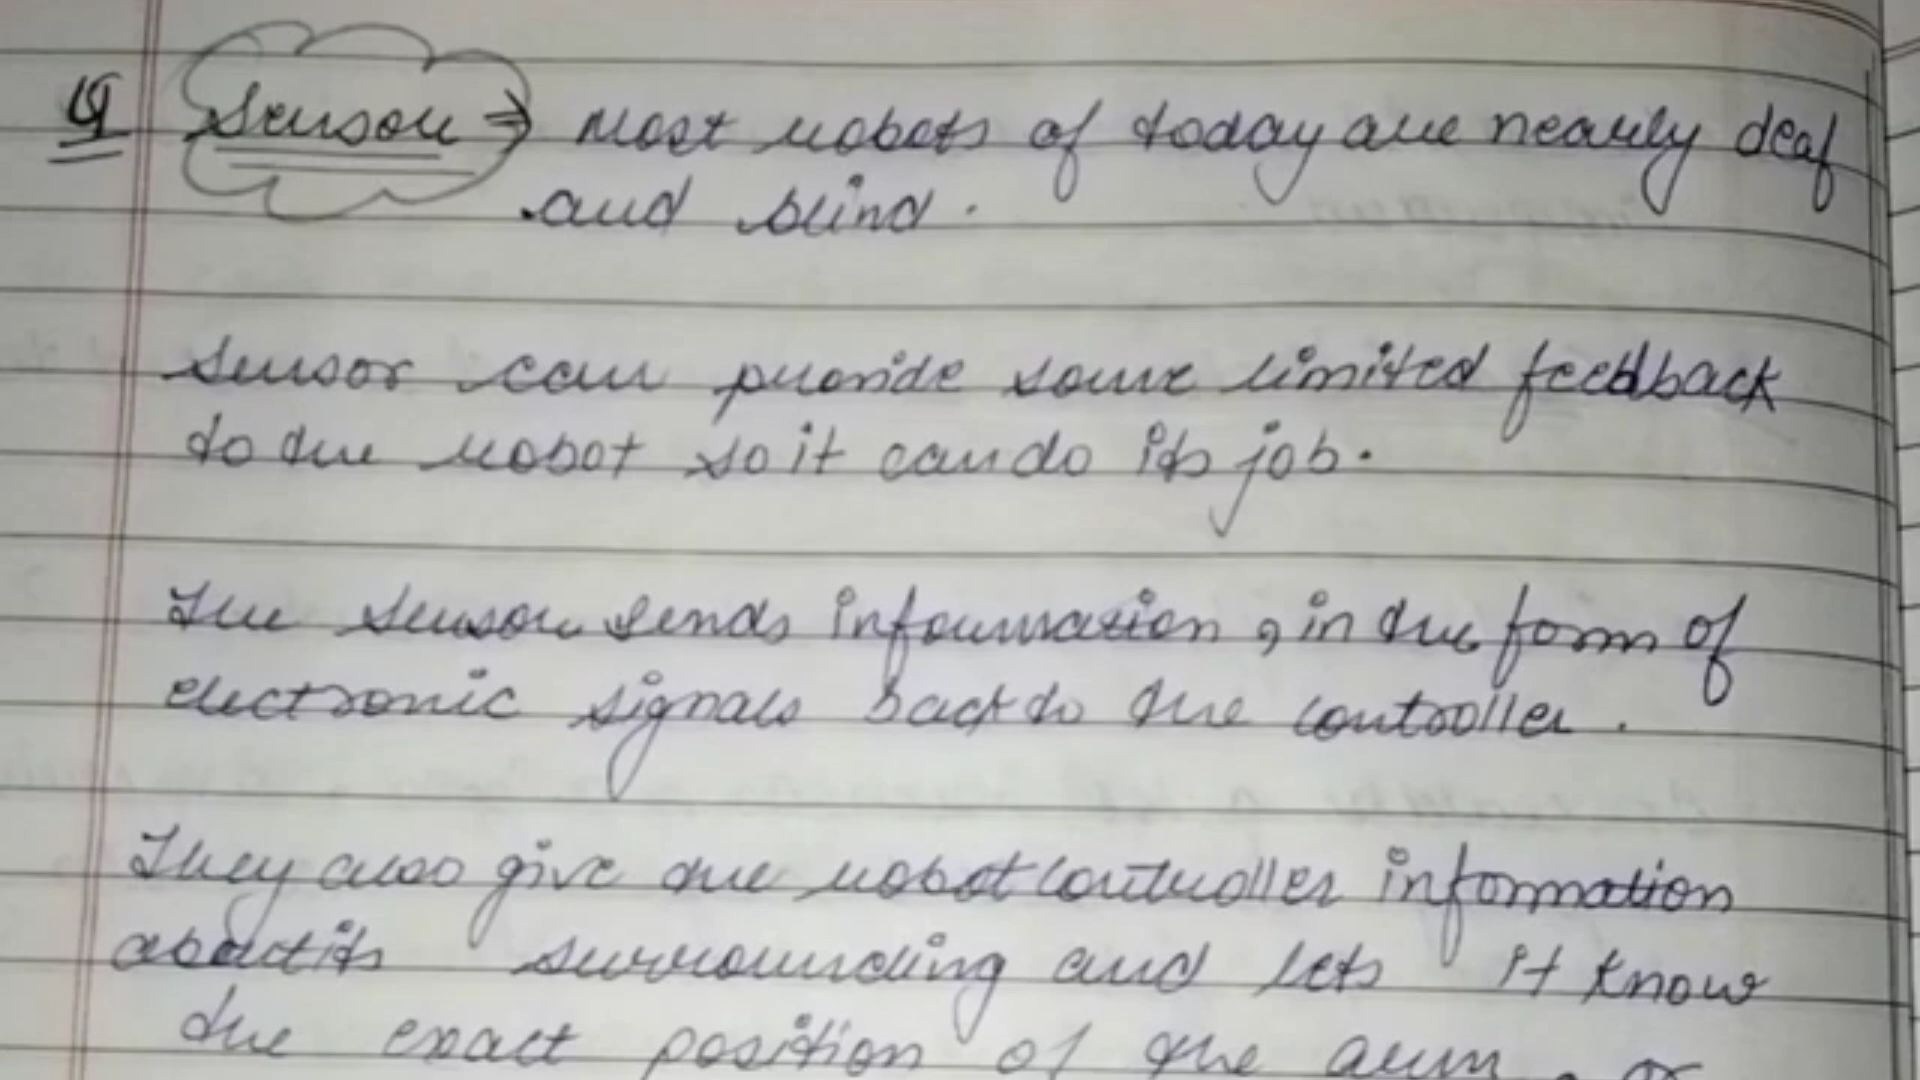 Sensor → Most robots of today are nearly deaf
and blind.
Sensor can provide some limited feedback
to the robot so it can do its job.
The sensor sends information, in the form of
electronic signals back to the controller.
They also give the robot controller information
about its surrounding and lets it know
the exact position of the arm,